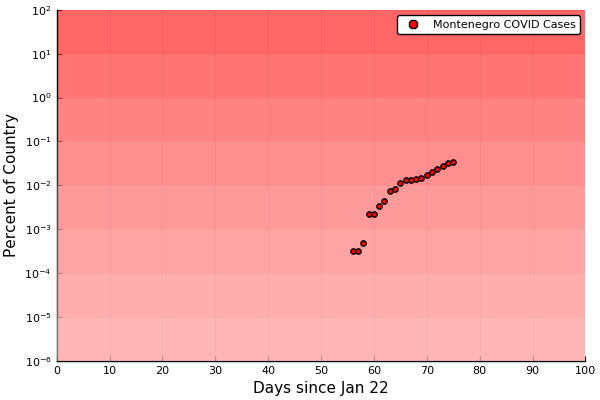 10²
Montenegro COVID Cases
10¹
10⁰
10⁻¹
10⁻²
10⁻³
10⁻⁴
10⁻⁵
10⁻⁶
Percent of Country
0 10 20 30 40 50 60 70 80 90 100
Days since Jan 22